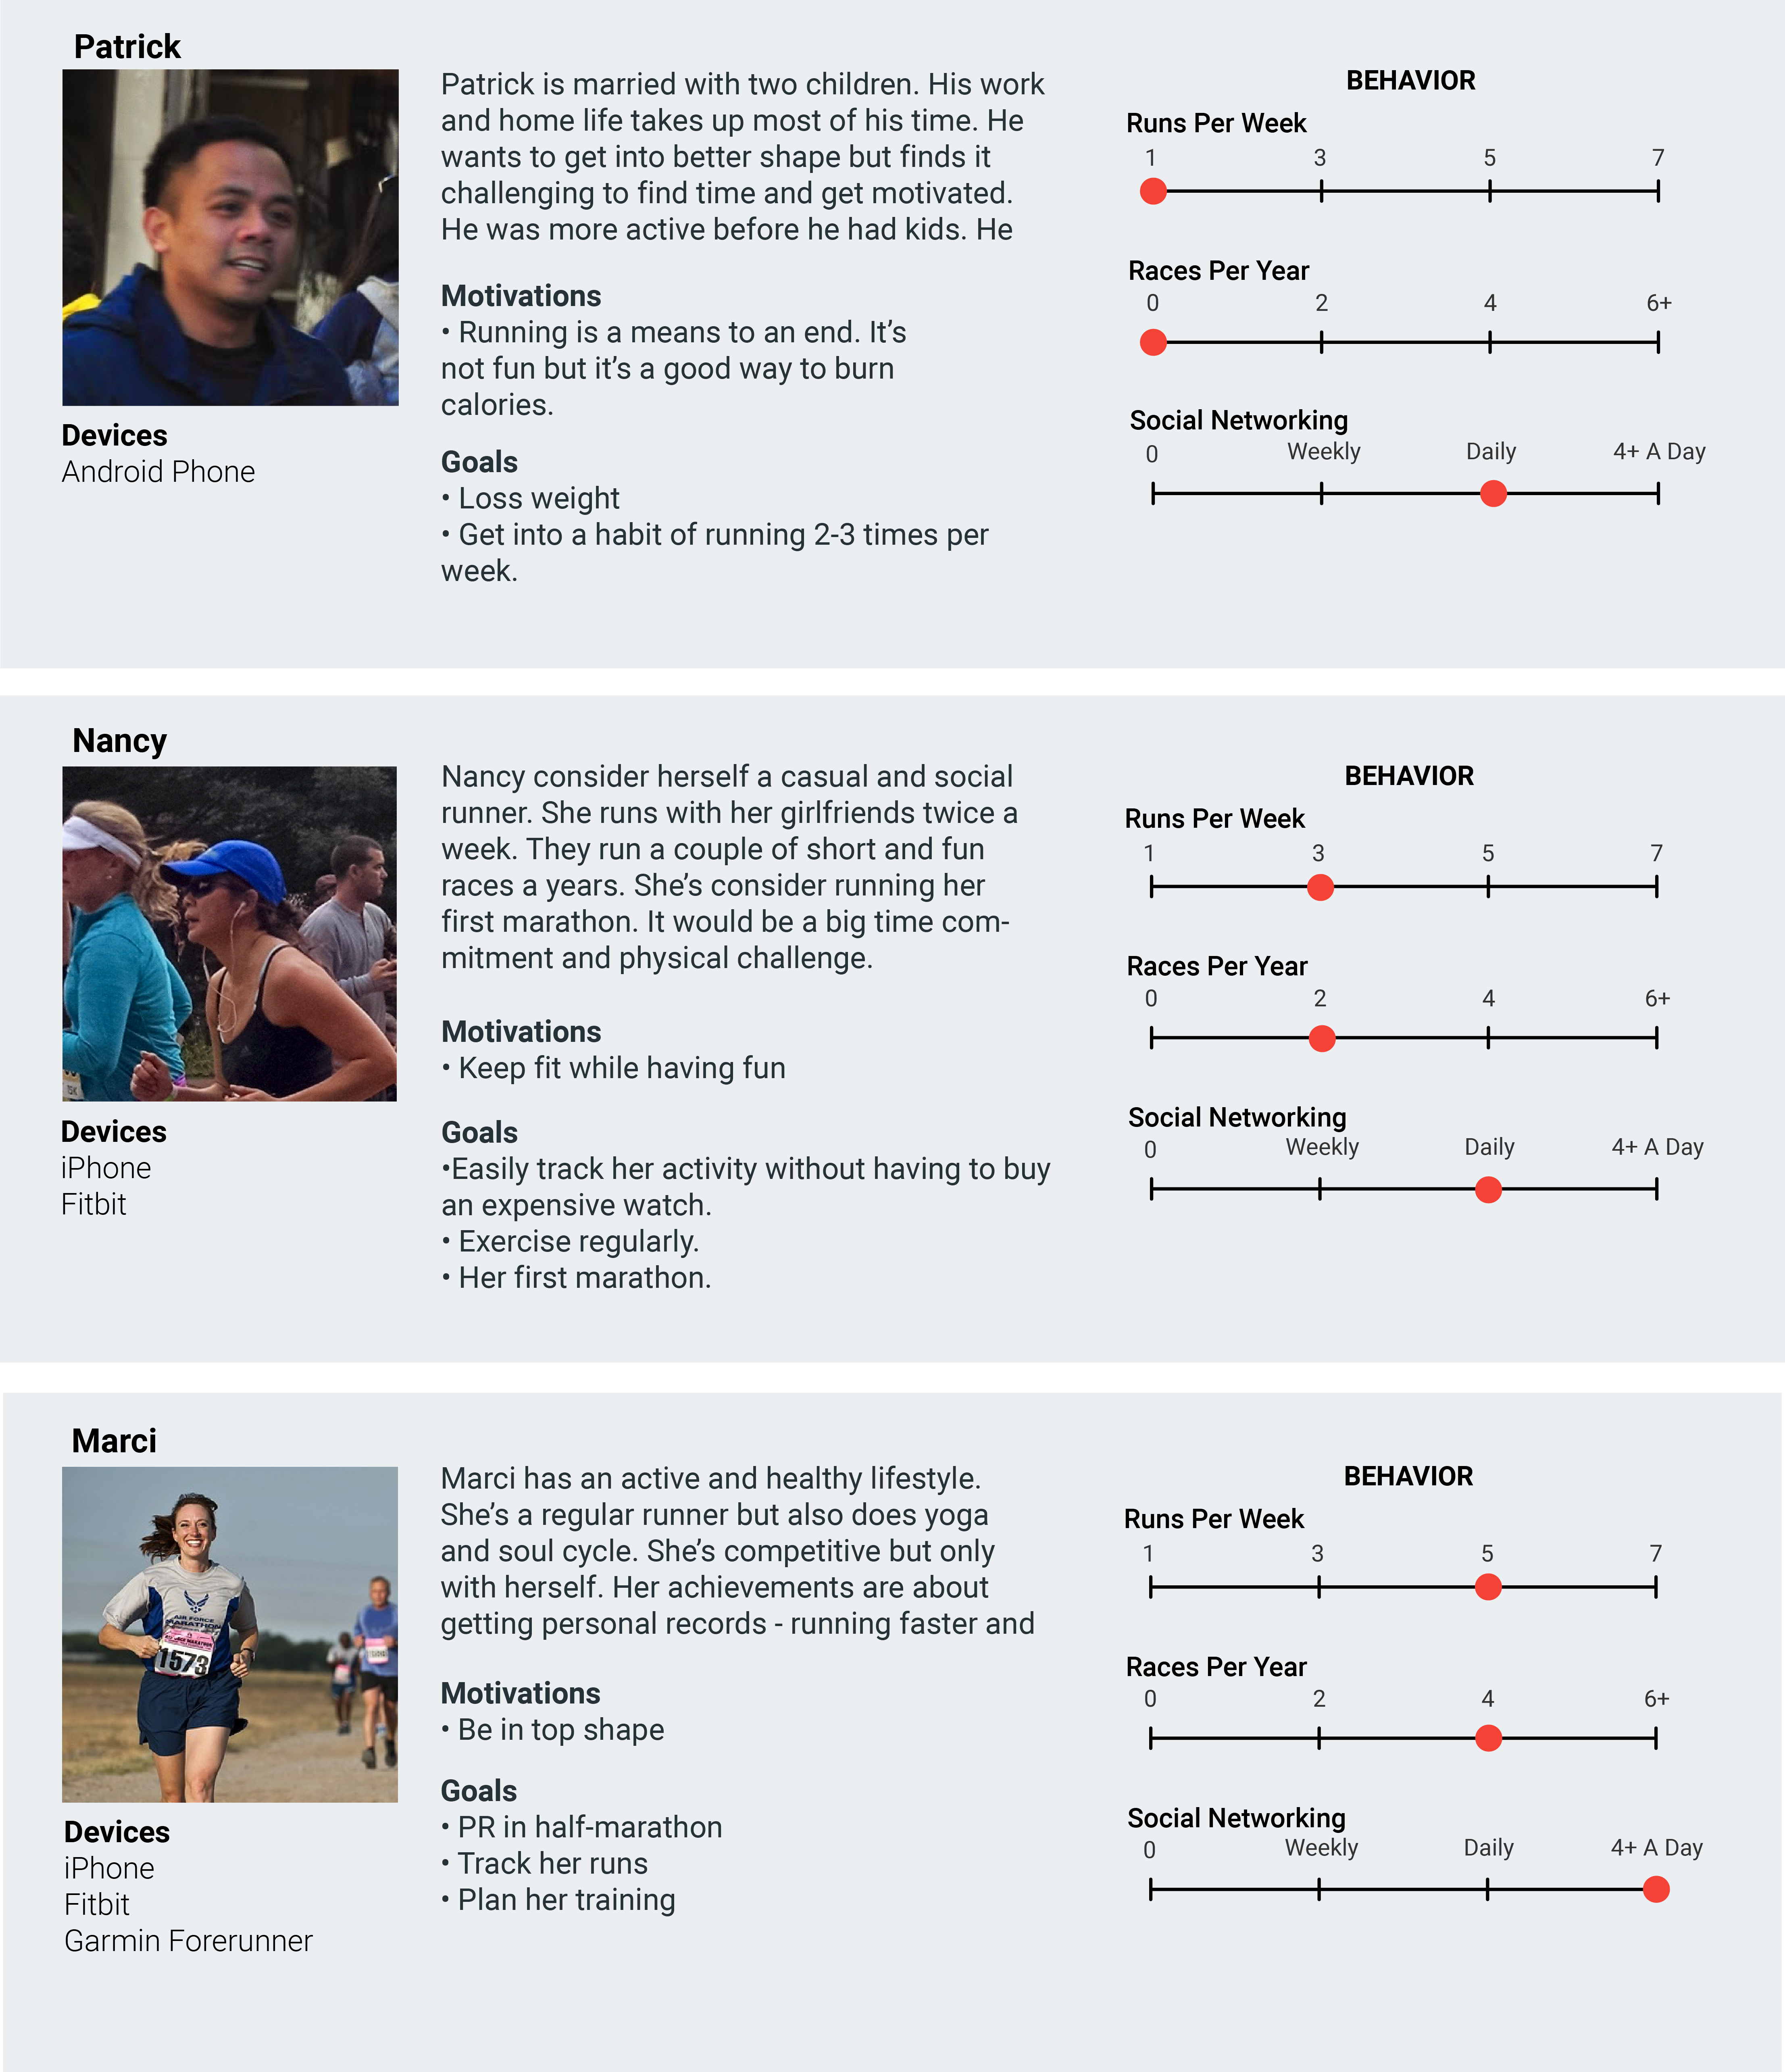 Patrick
Patrick is married with two children. His work
and home life takes up most of his time. He
wants to get into better shape but finds it
challenging to find time and get motivated.
He was more active before he had kids. He
Motivations
• Running is a means to an end. It’s
not fun but it’s a good way to burn
calories.
Goals
• Loss weight
• Get into a habit of running 2-3 times per
week.
Devices
Android Phone
BEHAVIOR
Runs Per Week
1 3 5 7
Races Per Year
0 2 4 6+
Social Networking
0 Weekly Daily 4+ A Day
Nancy
Nancy consider herself a casual and social
runner. She runs with her girlfriends twice a
week. They run a couple of short and fun
races a years. She’s consider running her
first marathon. It would be a big time com-
mitment and physical challenge.
Motivations
• Keep fit while having fun
Goals
•Easily track her activity without having to buy
an expensive watch.
• Exercise regularly.
• Her first marathon.
Devices
iPhone
Fitbit
BEHAVIOR
Runs Per Week
1 3 5 7
Races Per Year
0 2 4 6+
Social Networking
0 Weekly Daily 4+ A Day
Marci
AIR FORCE
MARATHON
1573
Marci has an active and healthy lifestyle.
She’s a regular runner but also does yoga
and soul cycle. She’s competitive but only
with herself. Her achievements are about
getting personal records - running faster and
Motivations
• Be in top shape
Goals
• PR in half-marathon
• Track her runs
• Plan her training
Devices
iPhone
Fitbit
Garmin Forerunner
BEHAVIOR
Runs Per Week
1 3 5 7
Races Per Year
0 2 4 6+
Social Networking
0 Weekly Daily 4+ A Day